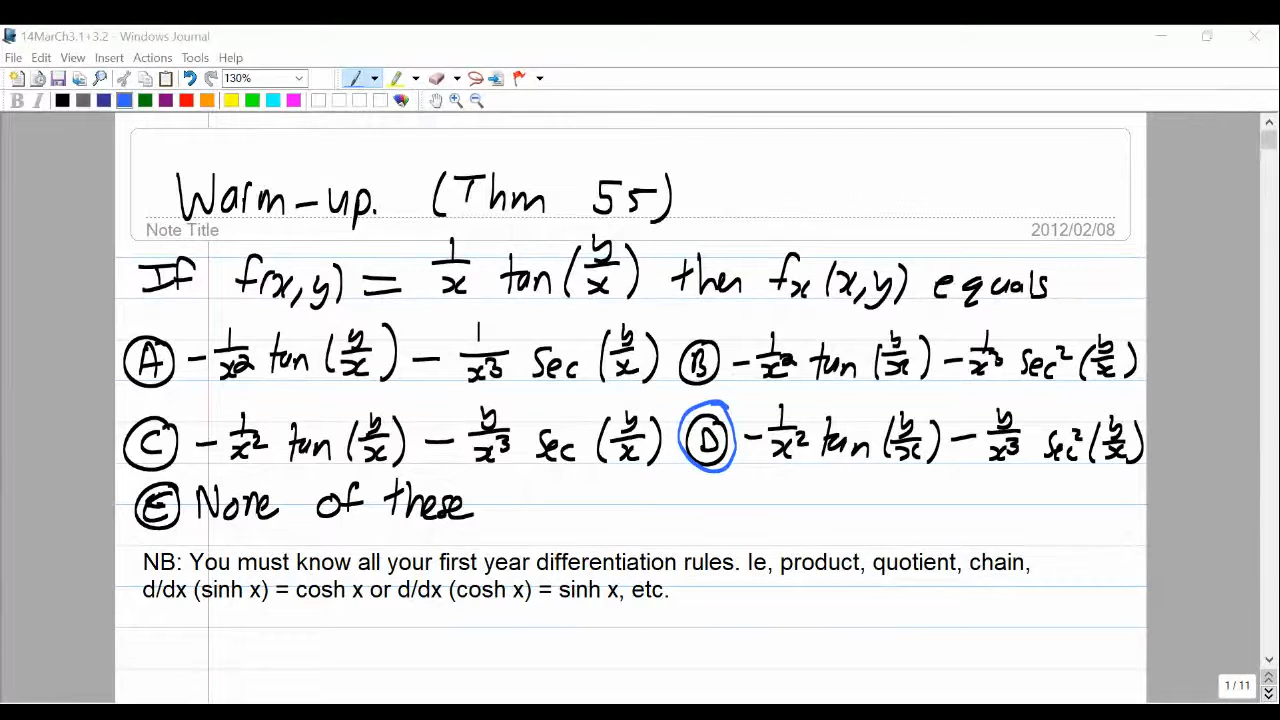 14MarCh3.1+3.2 - Windows Journal
File Edit View Insert Actions Tools Help
130%
B I
Warm-up. (Thm 55)
Note Title 2012/02/08
If f(x,y) = 1/x tan(y/x) then fx(x,y) equals
(A) -1/x² tan(y/x) - 1/x³ sec(y/x) (B) -1/x² tan(y/x) - 1/x³ sec²(y/x)
(C) -1/x² tan(y/x) - y/x³ sec(y/x) (D) -1/x² tan(y/x) - y/x³ sec²(y/x)
(E) None of these
NB: You must know all your first year differentiation rules. Ie, product, quotient, chain,
d/dx (sinh x) = cosh x or d/dx (cosh x) = sinh x, etc.
1 / 11